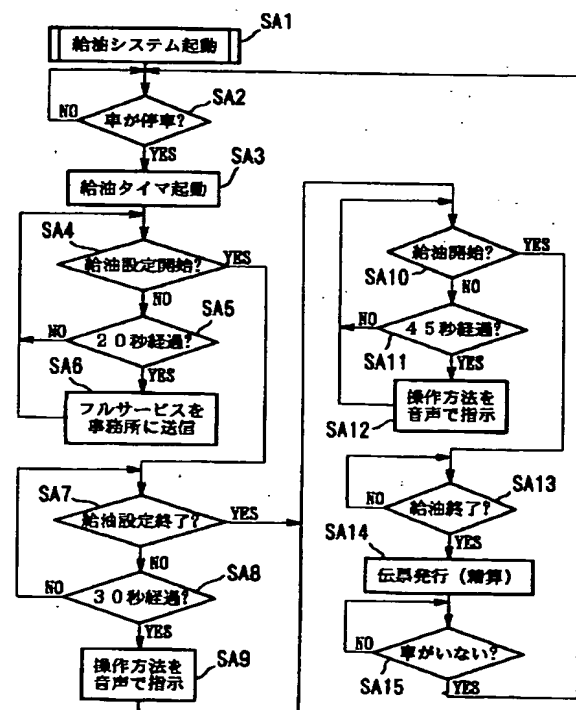 SA1
給油システム起動
SA2
車が停車?
NO
YES
SA3
給油タイマ起動
SA4
給油設定開始?
YES
NO
SA5
20秒経過?
NO
YES
SA6
フルサービスを
事務所に送信
SA7
給油設定終了?
YES
NO
SA8
30秒経過?
NO
YES
SA9
操作方法を
音声で指示
給油開始?
YES
SA10
NO
NO
45秒経過?
SA11
YES
操作方法を
音声で指示
SA12
SA13
給油終了?
NO
YES
SA14
伝票発行(精算)
NO
車がいない?
SA15
YES